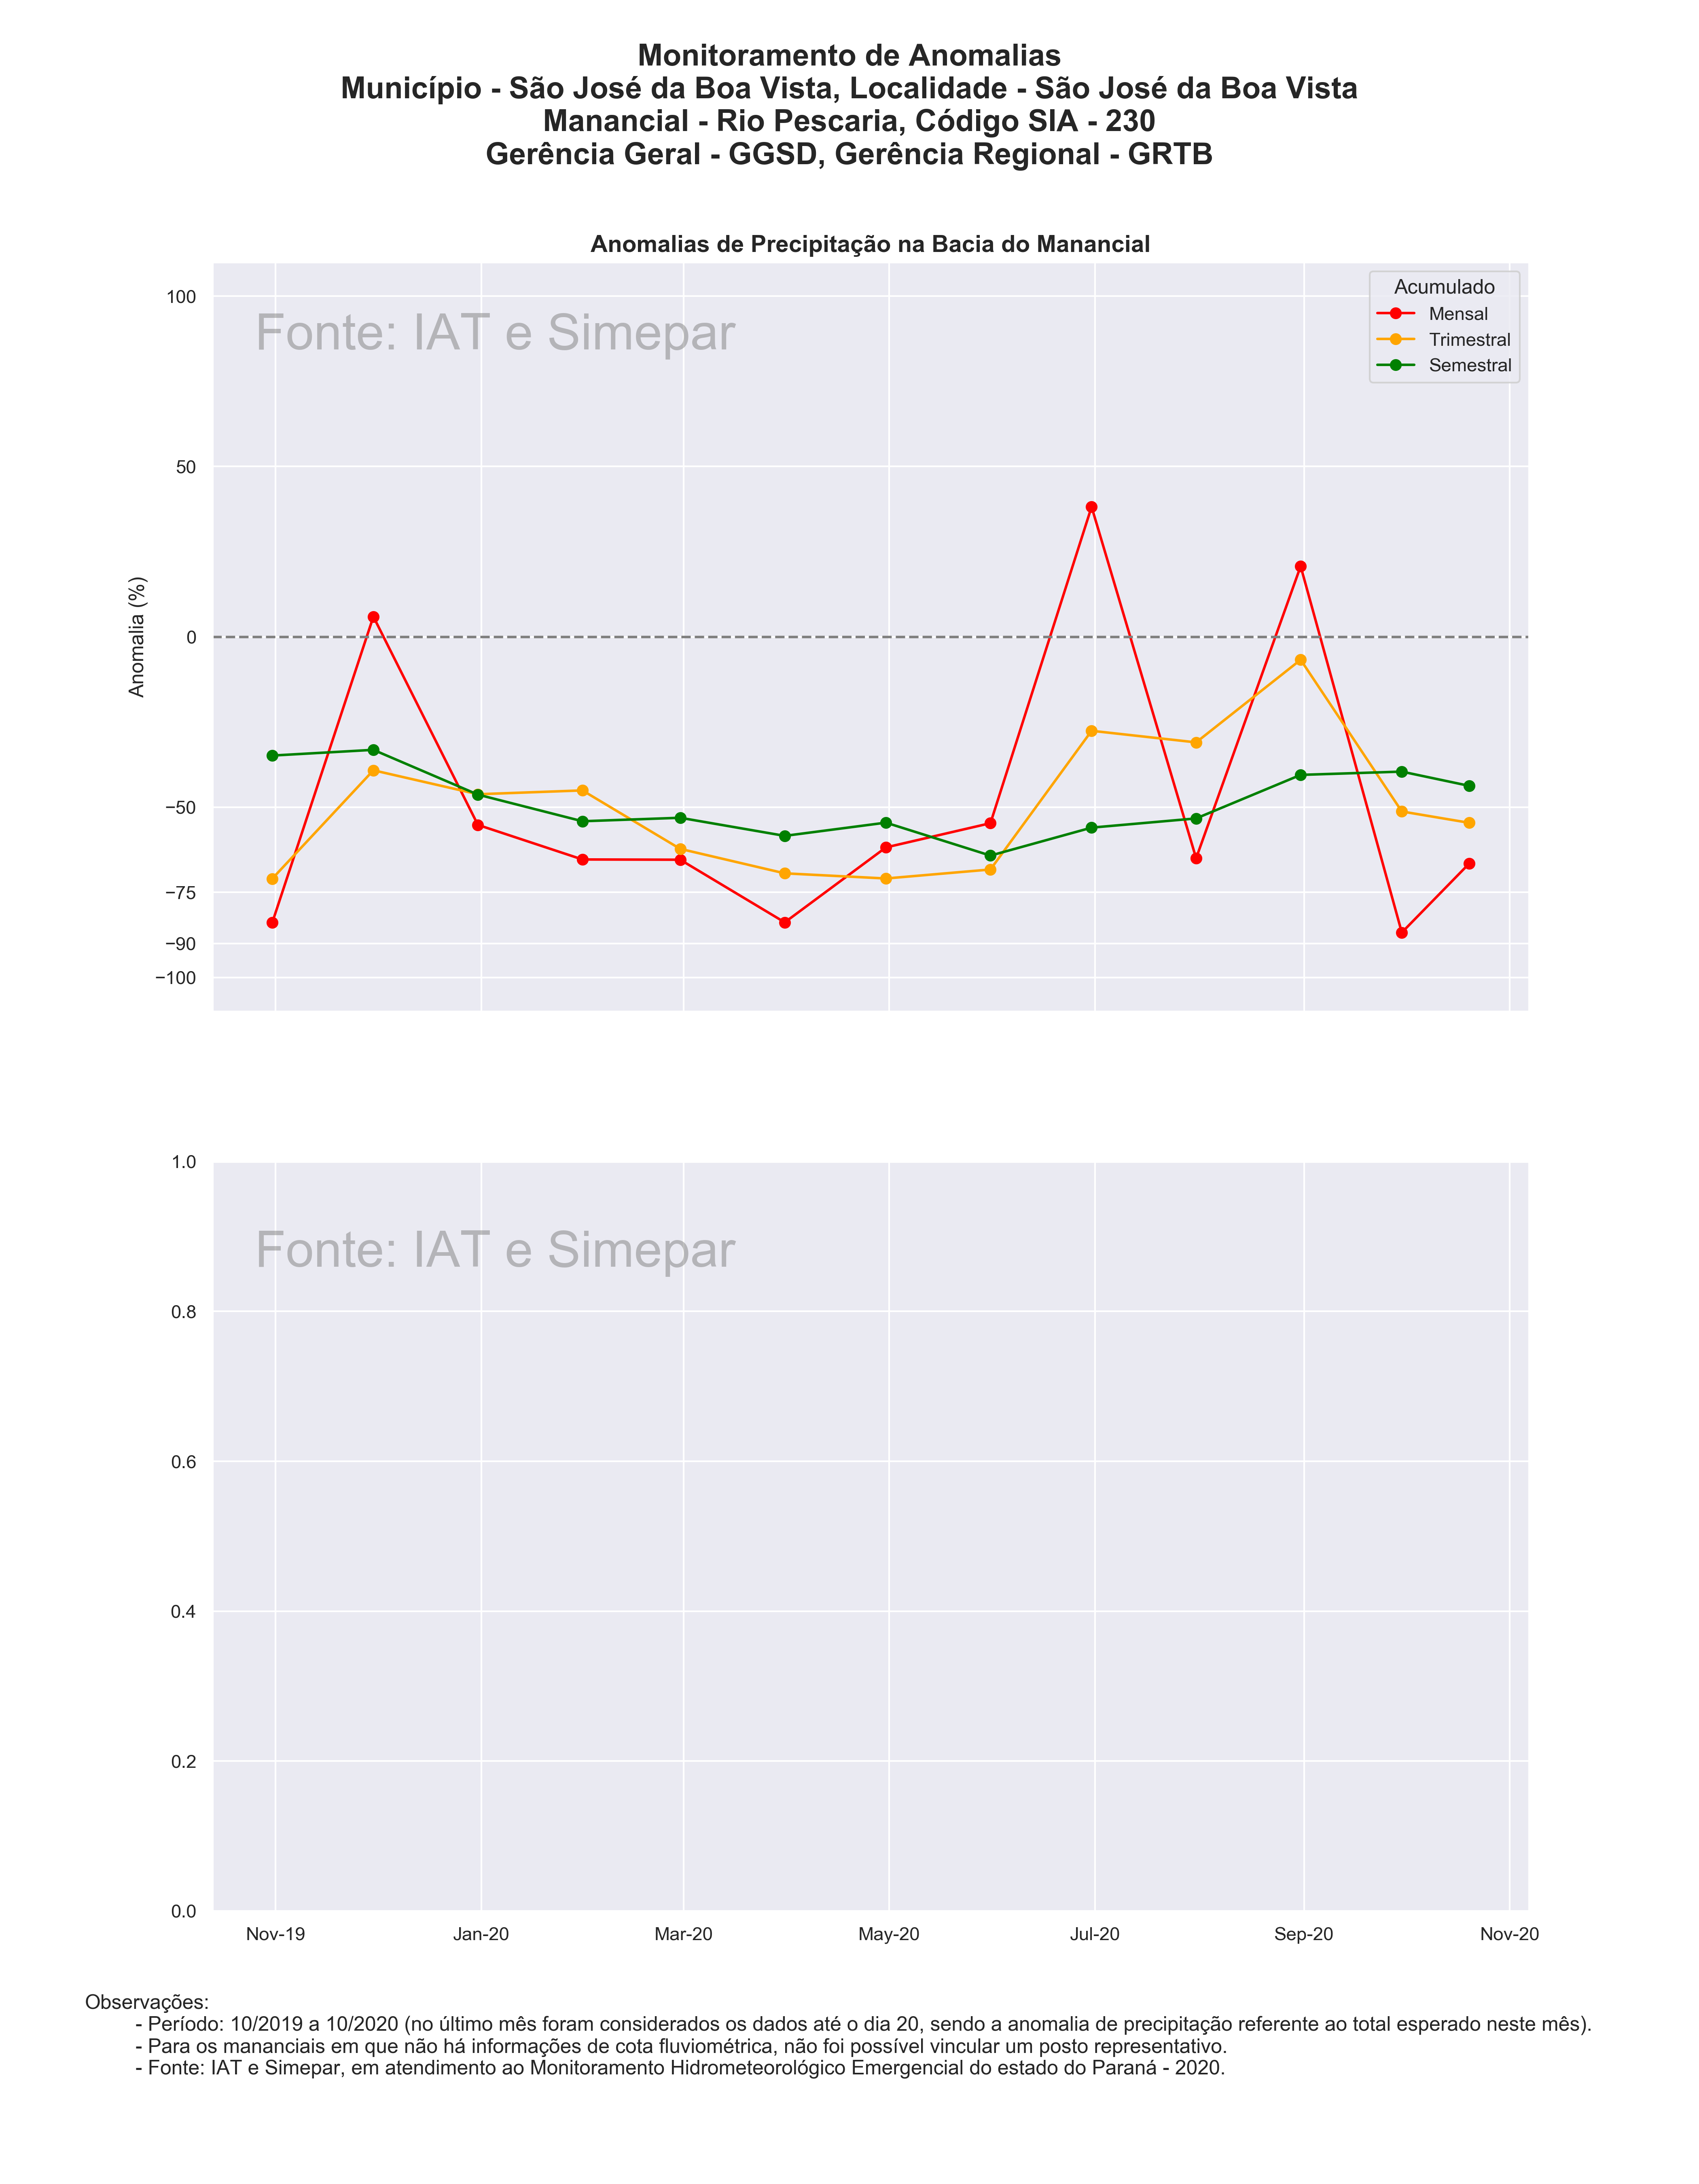 Monitoramento de Anomalias
Município - São José da Boa Vista, Localidade - São José da Boa Vista
Manancial - Rio Pescaria, Código SIA - 230
Gerência Geral - GGSD, Gerência Regional - GRTB
Anomalias de Precipitação na Bacia do Manancial
Fonte: IAT e Simepar
Acumulado
Mensal
Trimestral
Semestral
Anomalia (%)
100
50
0
−50
−75
−90
−100
Fonte: IAT e Simepar
1.0
0.8
0.6
0.4
0.2
0.0
Nov-19 Jan-20 Mar-20 May-20 Jul-20 Sep-20 Nov-20
Observações:
- Período: 10/2019 a 10/2020 (no último mês foram considerados os dados até o dia 20, sendo a anomalia de precipitação referente ao total esperado neste mês).
- Para os mananciais em que não há informações de cota fluviométrica, não foi possível vincular um posto representativo.
- Fonte: IAT e Simepar, em atendimento ao Monitoramento Hidrometeorológico Emergencial do estado do Paraná - 2020.